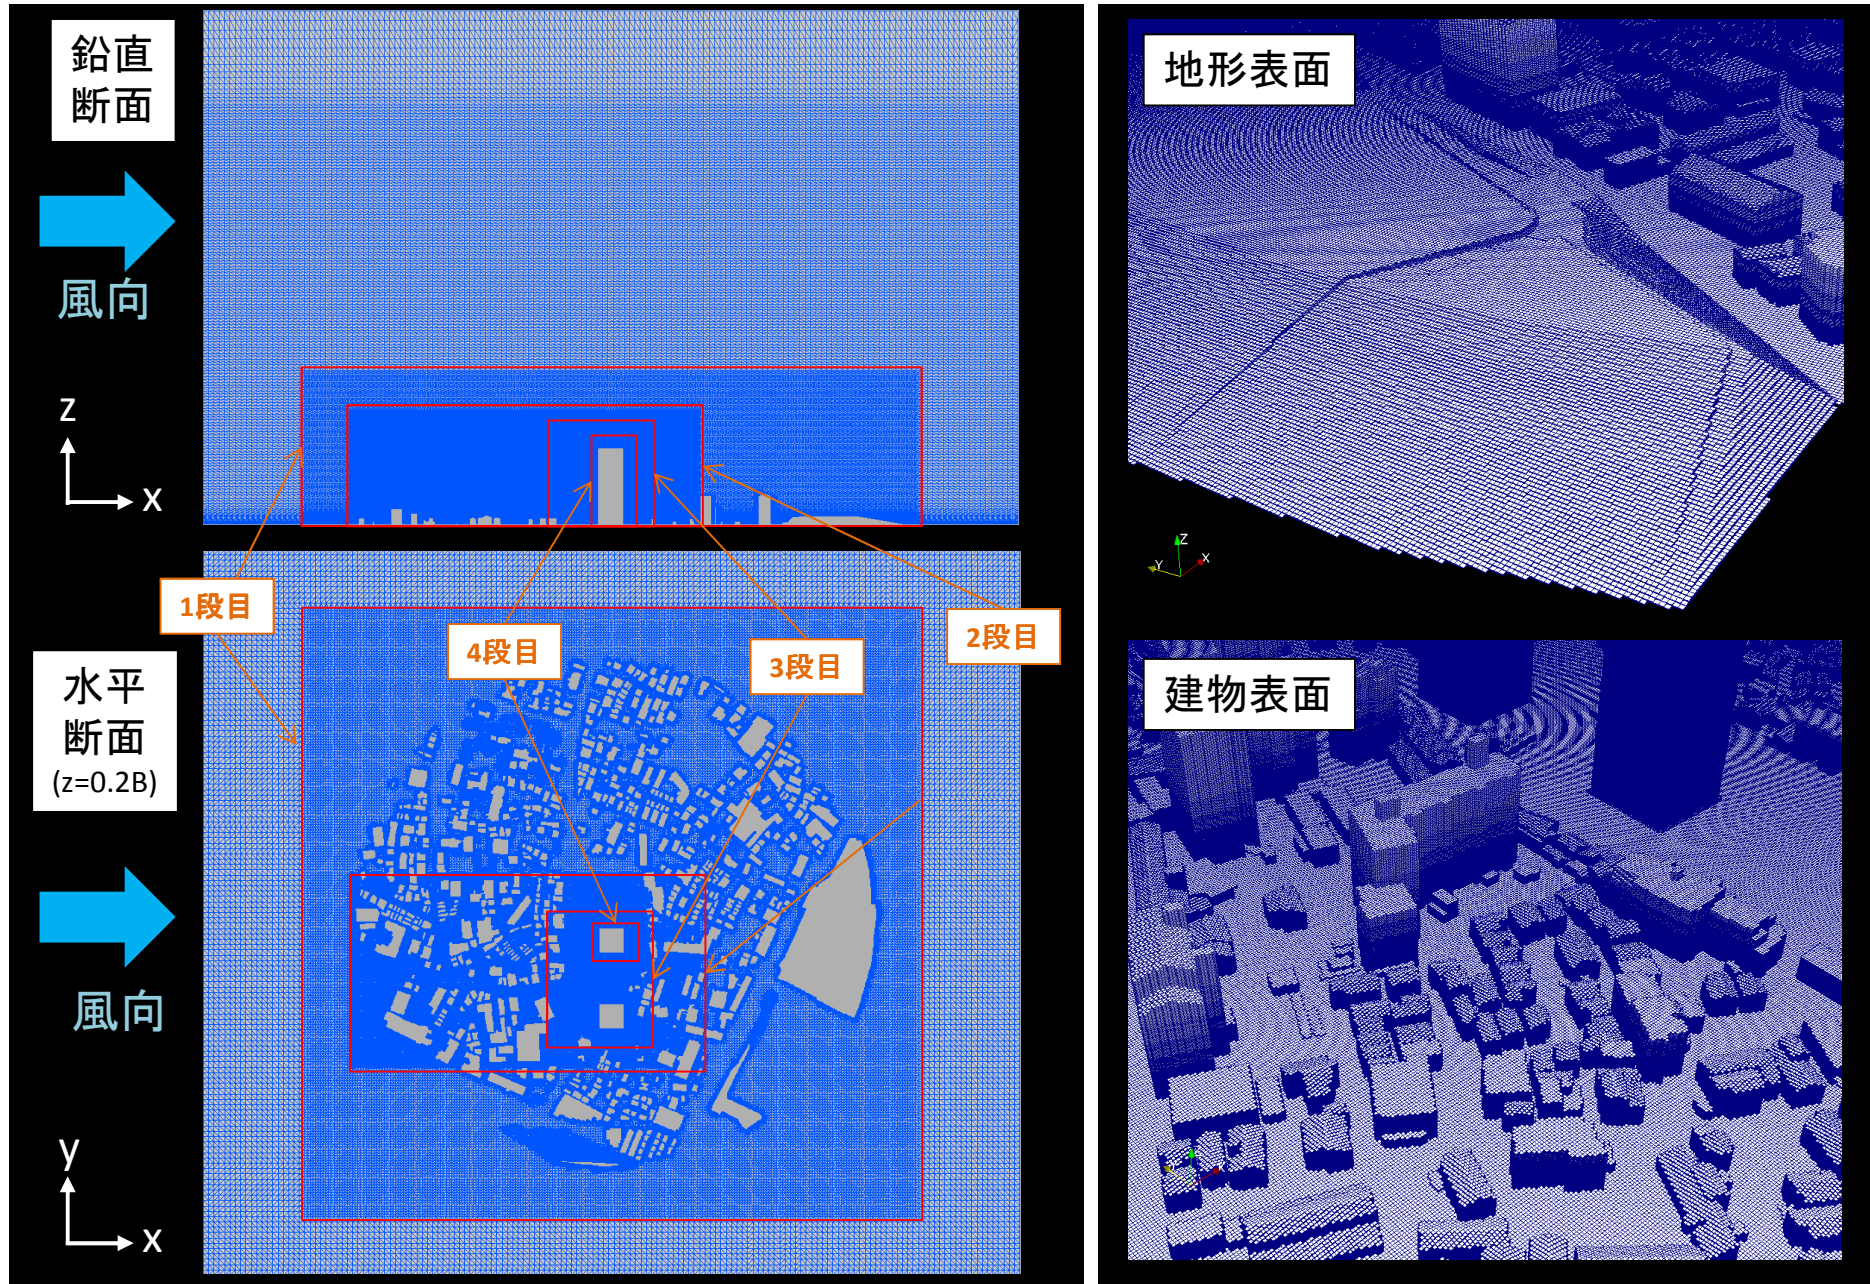 鉛直
断面
風向
z
x
1段目
4段目
3段目
2段目
水平
断面
(z=0.2B)
風向
y
x
地形表面
Z
Y
X
建物表面